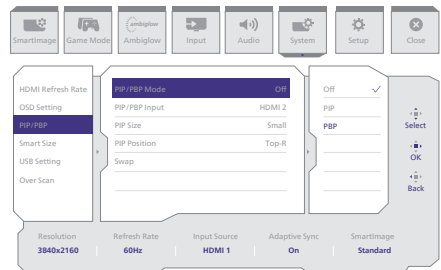 SmartImage Game Mode Ambiglow Input Audio System Setup Close
ambiglow
HDMI Refresh Rate
OSD Setting
PIP/PBP
Smart Size
USB Setting
Over Scan
PIP/PBP Mode Off
PIP/PBP Input HDMI 2
PIP Size Small
PIP Position Top-R
Swap
Off
PIP
PBP
Select
OK
Back
Resolution Refresh Rate Input Source Adaptive Sync SmartImage
3840x2160 60Hz HDMI 1 On Standard